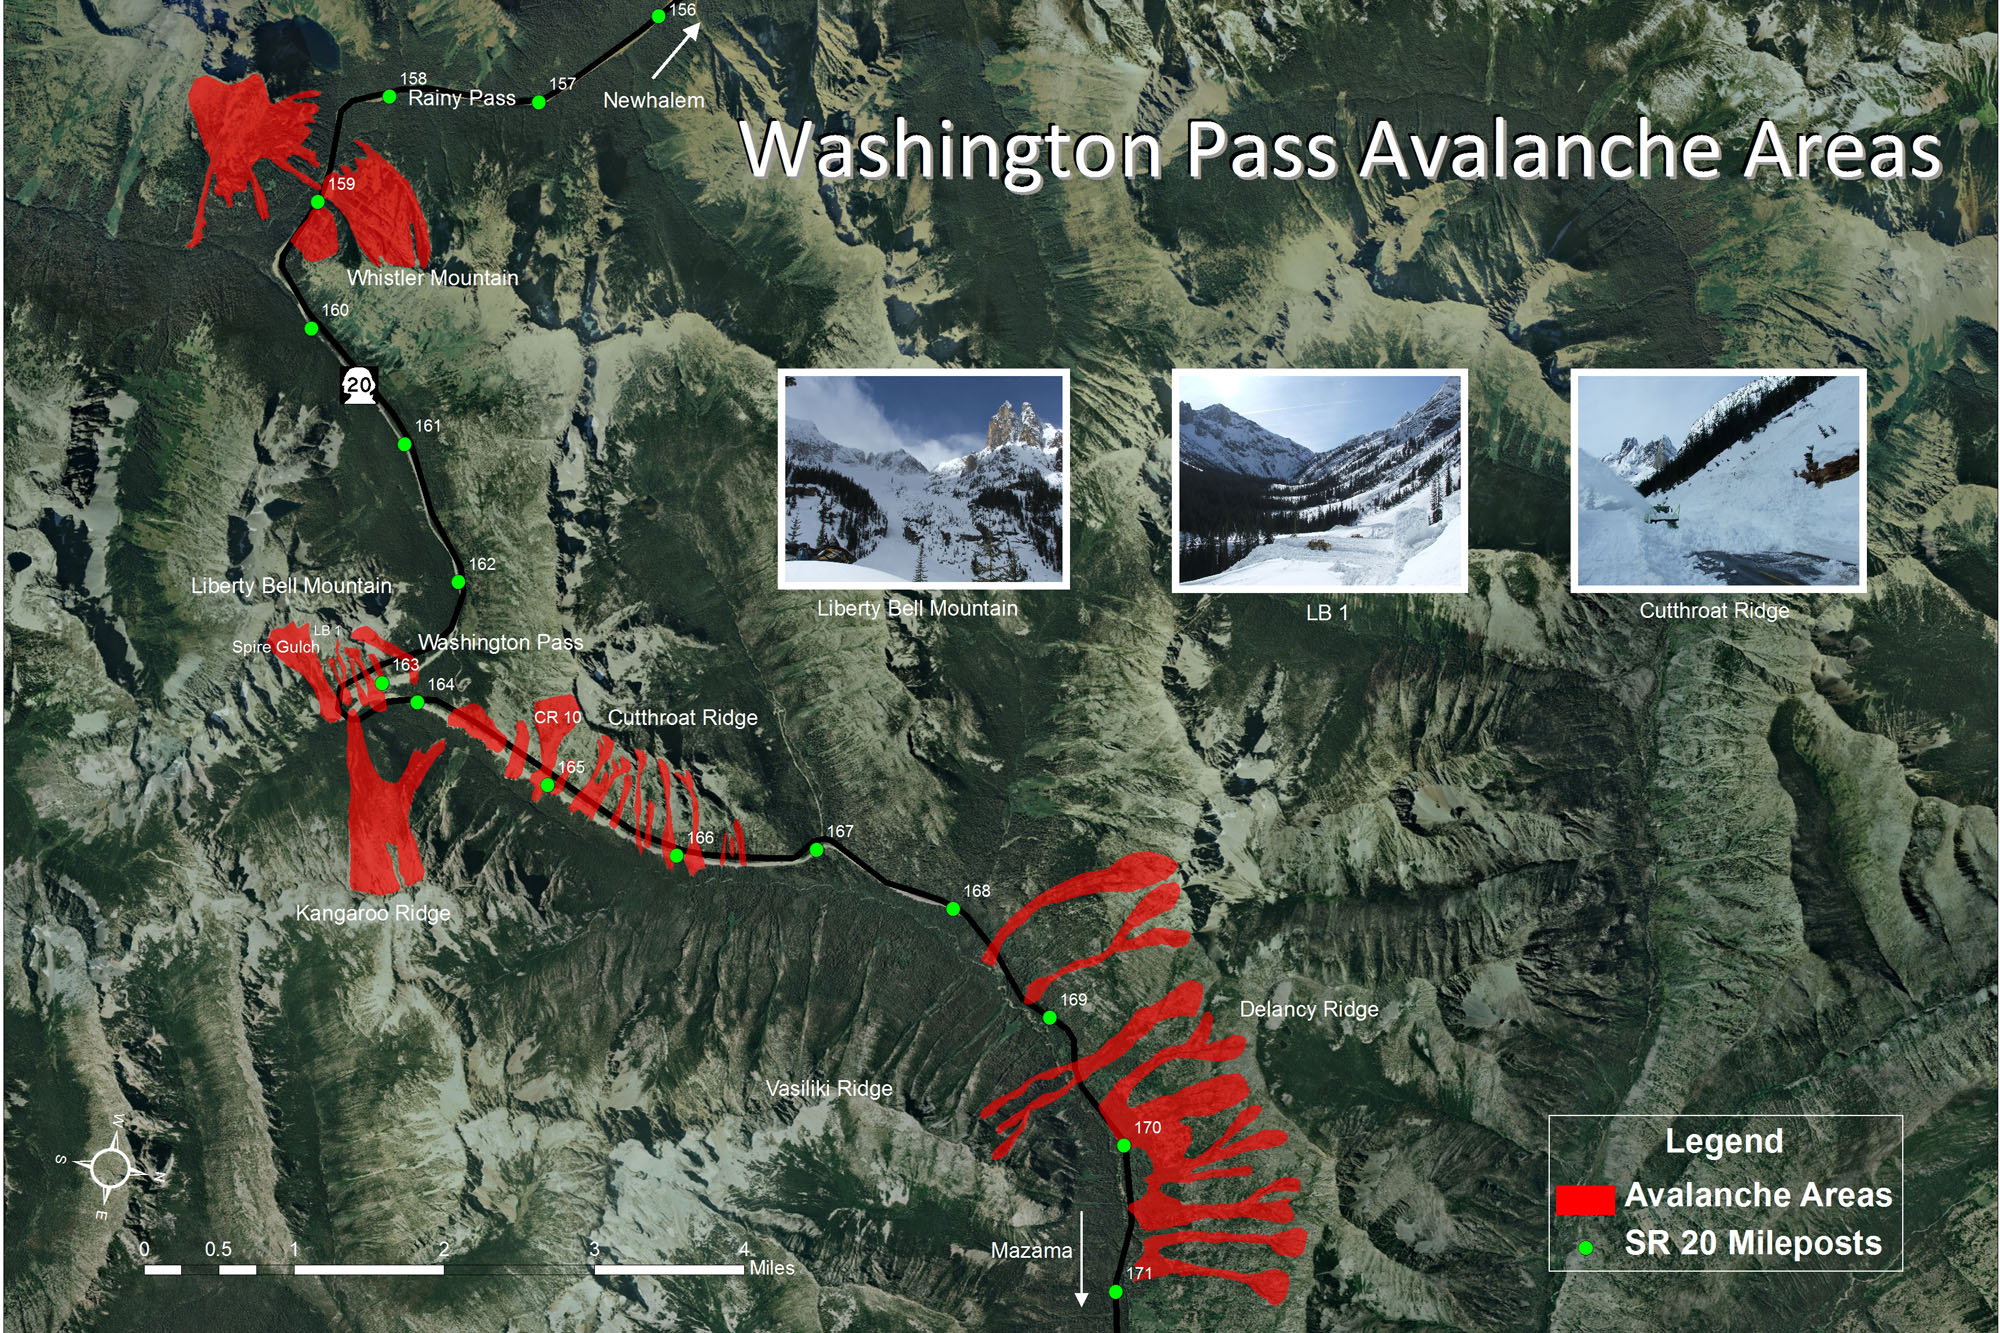 156
158
157
Rainy Pass
Newhalem
Washington Pass Avalanche Areas
159
Whistler Mountain
160
20
161
162
Liberty Bell Mountain
LB 1
Spire Gulch
Washington Pass
163
164
CR 10
Cutthroat Ridge
165
166
167
168
Kangaroo Ridge
Liberty Bell Mountain
LB 1
Cutthroat Ridge
169
Delancy Ridge
Vasiliki Ridge
170
W
S
N
E
Mazama
171
0 0.5 1 2 3 4
Miles
Legend
Avalanche Areas
SR 20 Mileposts